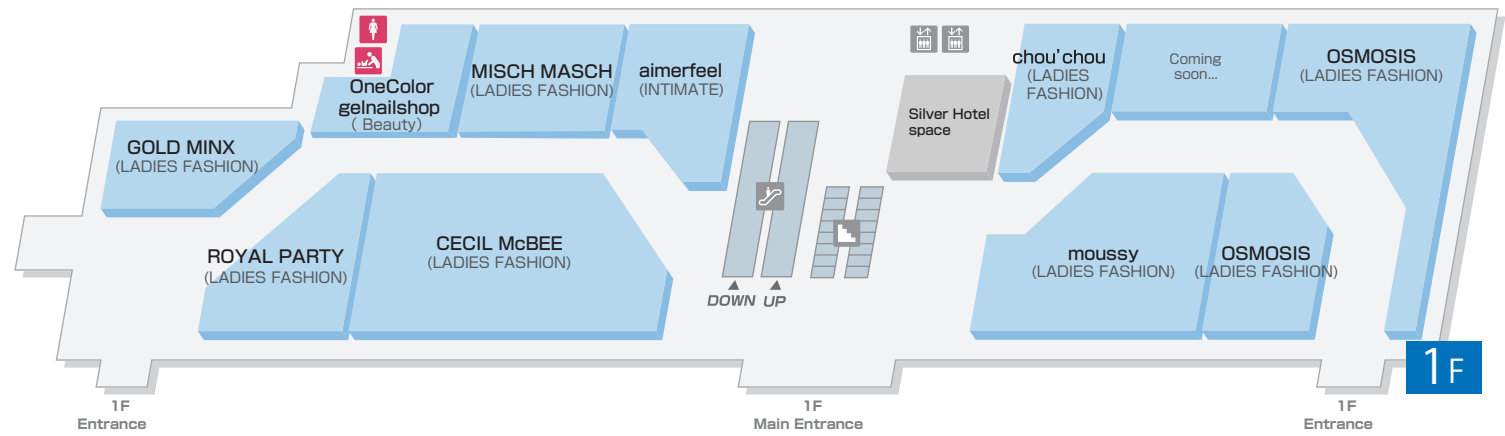 OneColor
gelnailshop
( Beauty)
MISCH MASCH
(LADIES FASHION)
aimerfeel
(INTIMATE)
chou'chou
(LADIES
FASHION)
Coming
soon...
OSMOSIS
(LADIES FASHION)
Silver Hotel
space
GOLD MINX
(LADIES FASHION)
ROYAL PARTY
(LADIES FASHION)
CECIL McBEE
(LADIES FASHION)
moussy
(LADIES FASHION)
OSMOSIS
(LADIES FASHION)
DOWN UP
1F
1F
Entrance
1F
Main Entrance
1F
Entrance